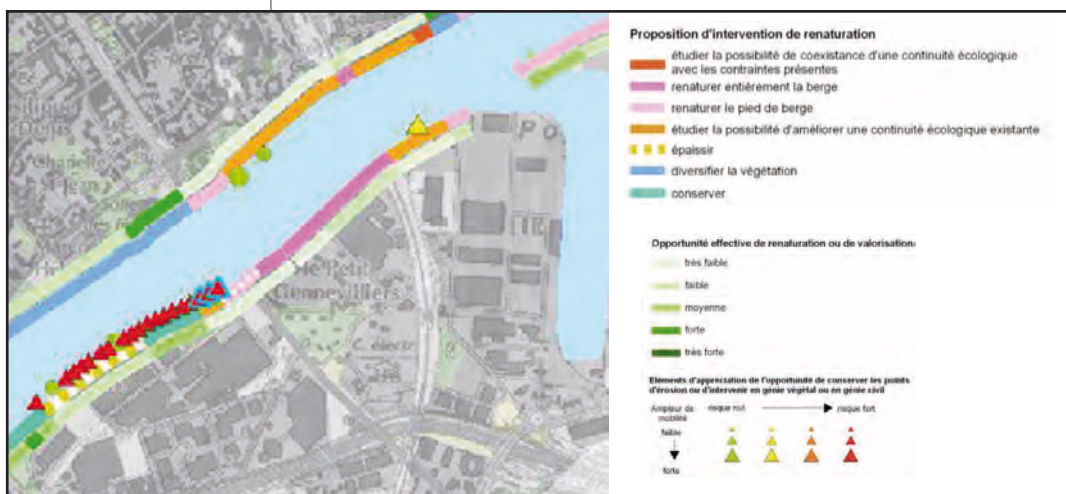 Proposition d'intervention de renaturation
étudier la possibilité de coexistance d'une continuité écologique
avec les contraintes présentes
renaturer entièrement la berge
renaturer le pied de berge
étudier la possibilité d'améliorer une continuité écologique existante
épaissir
diversifier la végétation
conserver
Opportunité effective de renaturation ou de valorisation
très faible
faible
moyenne
forte
très forte
Eléments d'appréciation de l'opportunité de conserver les points
d'érosion ou d'intervenir en génie végétal ou en génie civil
Ampleur de
mobilité
risque nul
risque fort
faible
forte
Denis
Chapelle
P O
le Petit
Gennevilliers
C. électr